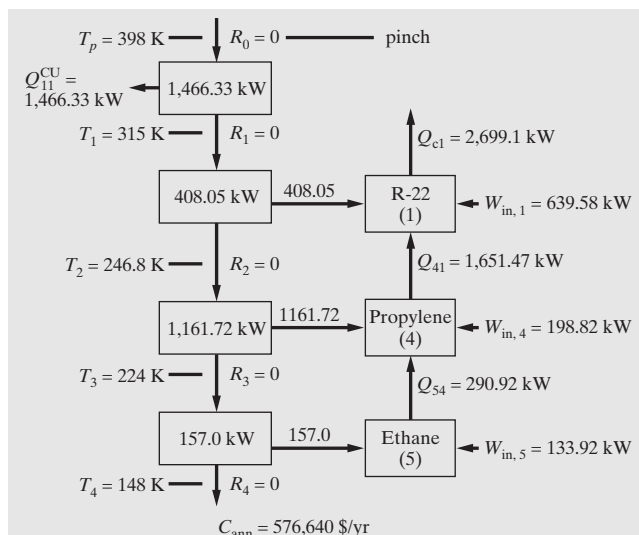 T_p = 398 K
R_0 = 0
pinch
Q_11^CU =
1,466.33 kW
1,466.33 kW
T_1 = 315 K
R_1 = 0
Q_c1 = 2,699.1 kW
408.05 kW
408.05
R-22
(1)
W_in, 1 = 639.58 kW
T_2 = 246.8 K
R_2 = 0
Q_41 = 1,651.47 kW
1,161.72 kW
1161.72
Propylene
(4)
W_in, 4 = 198.82 kW
T_3 = 224 K
R_3 = 0
Q_54 = 290.92 kW
157.0 kW
157.0
Ethane
(5)
W_in, 5 = 133.92 kW
T_4 = 148 K
R_4 = 0
C_ann = 576,640 $/yr